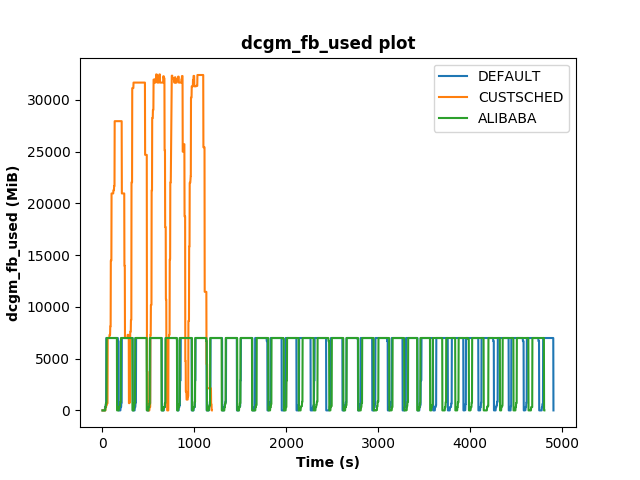 dcgm_fb_used plot
DEFAULT
CUSTSCHED
ALIBABA
dcgm_fb_used (MiB)
30000
25000
20000
15000
10000
5000
0
0 1000 2000 3000 4000 5000
Time (s)